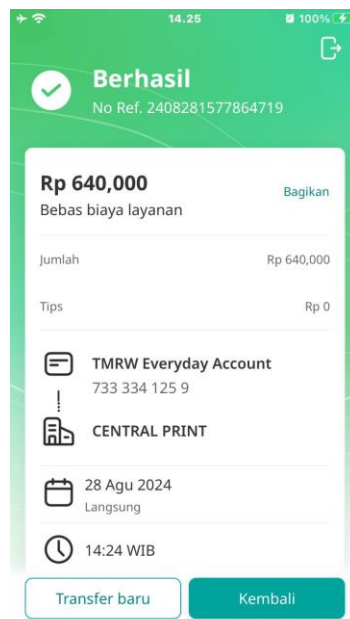 14.25
100%
Berhasil
No Ref. 2408281577864719
Rp 640,000
Bagikan
Bebas biaya layanan
Jumlah Rp 640,000
Tips Rp 0
TMRW Everyday Account
733 334 125 9
CENTRAL PRINT
28 Agu 2024
Langsung
14:24 WIB
Transfer baru Kembali